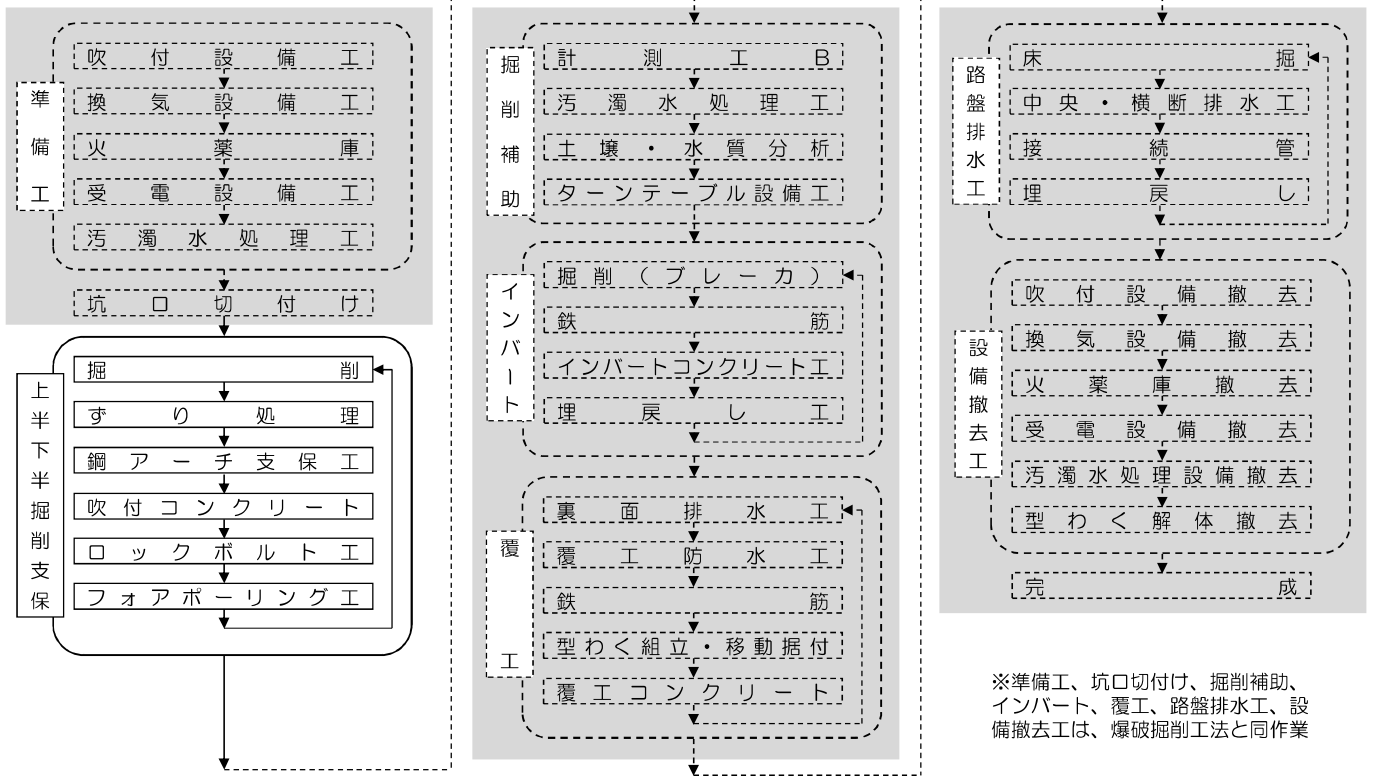 準備工
吹付設備工
換気設備工
火薬庫
受電設備工
汚濁水処理工
坑口切付け
上半下半掘削支保
掘削
ずり処理
鋼アーチ支保工
吹付コンクリート
ロックボルト工
フォアポーリング工
掘削補助
計測工B
汚濁水処理工
土壌・水質分析
ターンテーブル設備工
インバート
掘削(ブレーカ)
鉄筋
インバートコンクリート工
埋戻し工
覆工
裏面排水工
覆工防水工
鉄筋
型わく組立・移動据付
覆工コンクリート
路盤排水工
床掘
中央・横断排水工
接続管
埋戻し
設備撤去工
吹付設備撤去
換気設備撤去
火薬庫撤去
受電設備撤去
汚濁水処理設備撤去
型わく解体撤去
完成
※準備工、坑口切付け、掘削補助、
インバート、覆工、路盤排水工、設
備撤去工は、爆破掘削工法と同作業